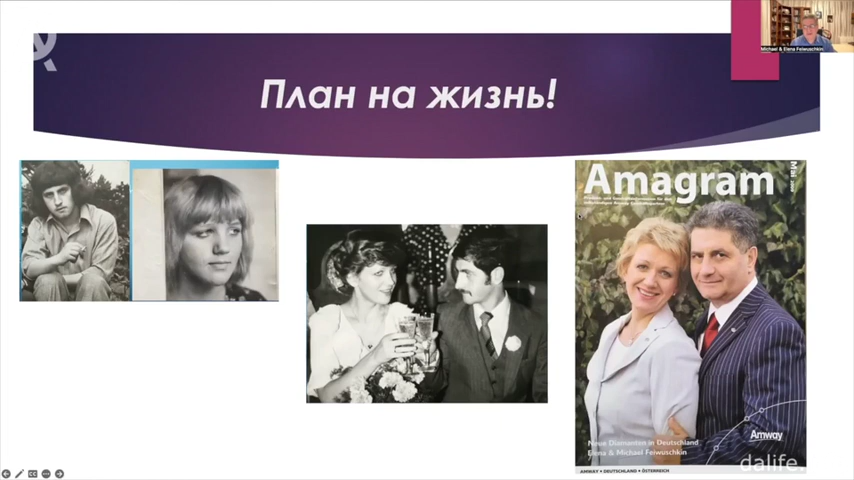 Michael & Elena Feiwuschkin
План на жизнь!
Amagram
Mai 2009
Neue Diamanten in Deutschland
Elena & Michael Feiwuschkin
Amway
dalife.
AMWAY • DEUTSCHLAND • ÖSTERREICH